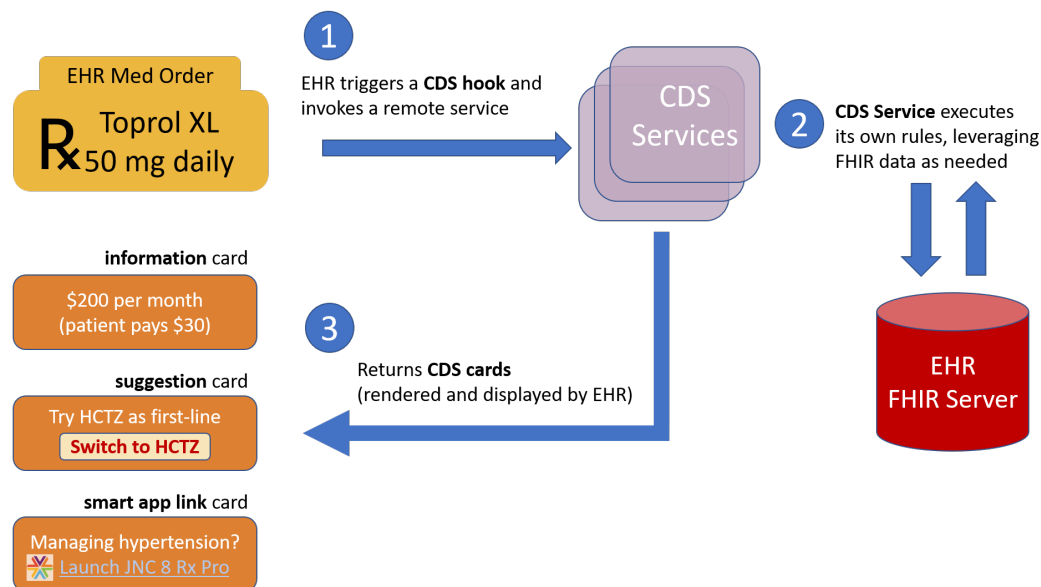 EHR Med Order
Rx
Toprol XL
50 mg daily
1
EHR triggers a CDS hook and
invokes a remote service
CDS
Services
2
CDS Service executes
its own rules, leveraging
FHIR data as needed
EHR
FHIR Server
3
Returns CDS cards
(rendered and displayed by EHR)
information card
$200 per month
(patient pays $30)
suggestion card
Try HCTZ as first-line
Switch to HCTZ
smart app link card
Managing hypertension?
Launch JNC 8 Rx Pro